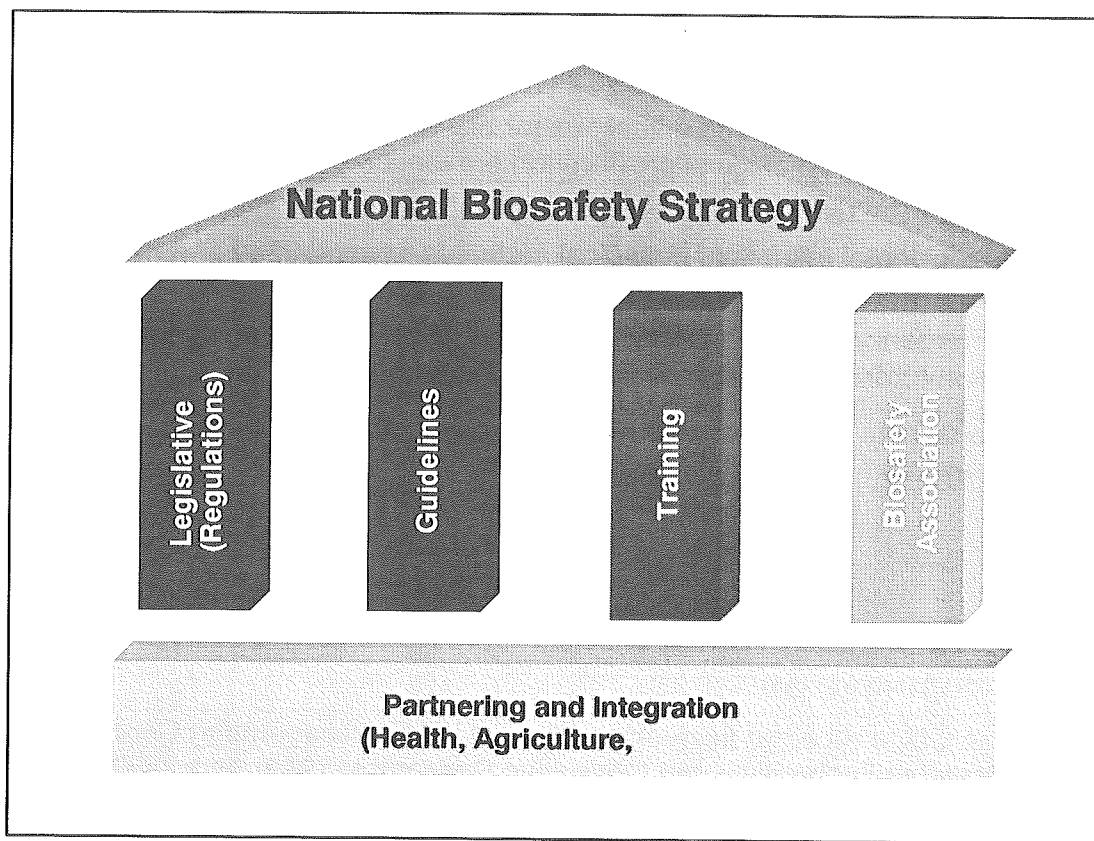 National Biosafety Strategy
Legislative
(Regulations)
Guidelines
Training
Biosafety
Association
Partnering and Integration
(Health, Agriculture,